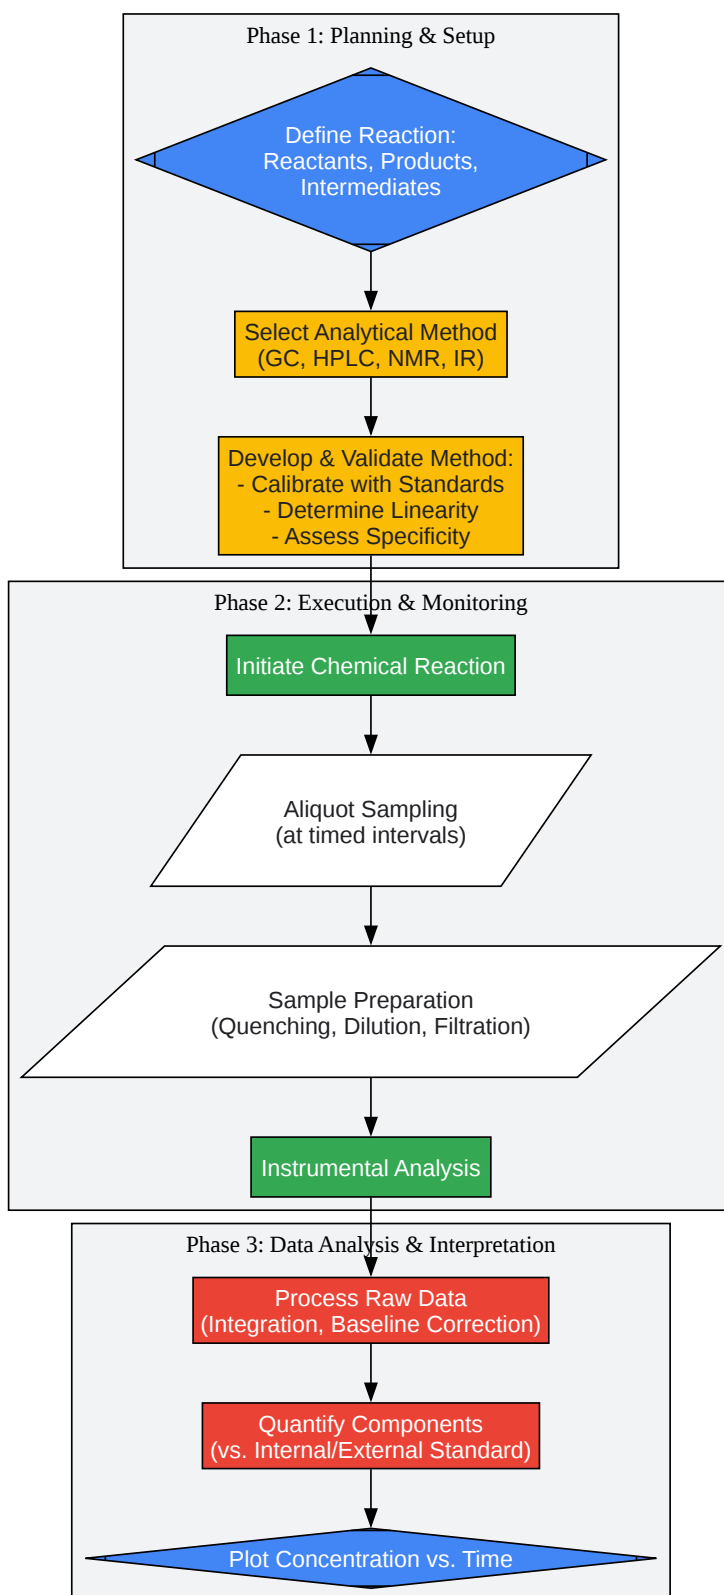 Phase 1: Planning & Setup
Define Reaction:
Reactants, Products,
Intermediates
Select Analytical Method
(GC, HPLC, NMR, IR)
Develop & Validate Method:
- Calibrate with Standards
- Determine Linearity
- Assess Specificity
Phase 2: Execution & Monitoring
Initiate Chemical Reaction
Aliquot Sampling
(at timed intervals)
Sample Preparation
(Quenching, Dilution, Filtration)
Instrumental Analysis
Phase 3: Data Analysis & Interpretation
Process Raw Data
(Integration, Baseline Correction)
Quantify Components
(vs. Internal/External Standard)
Plot Concentration vs. Time